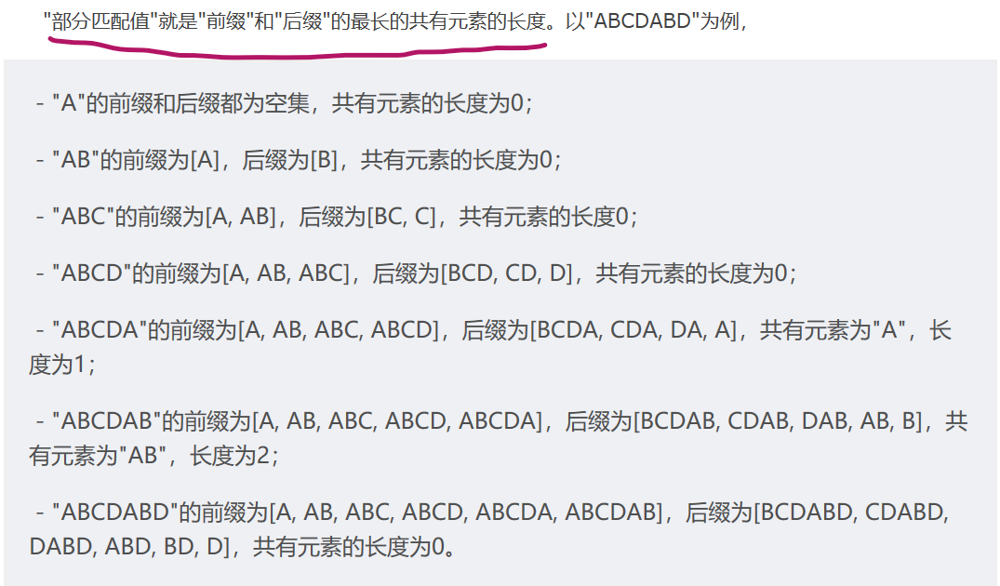 "部分匹配值"就是"前缀"和"后缀"的最长的共有元素的长度。以"ABCDABD"为例，
- "A"的前缀和后缀都为空集，共有元素的长度为0；
- "AB"的前缀为[A]，后缀为[B]，共有元素的长度为0；
- "ABC"的前缀为[A, AB]，后缀为[BC, C]，共有元素的长度0；
- "ABCD"的前缀为[A, AB, ABC]，后缀为[BCD, CD, D]，共有元素的长度为0；
- "ABCDA"的前缀为[A, AB, ABC, ABCD]，后缀为[BCDA, CDA, DA, A]，共有元素为"A"，长
度为1；
- "ABCDAB"的前缀为[A, AB, ABC, ABCD, ABCDA]，后缀为[BCDAB, CDAB, DAB, AB, B]，共
有元素为"AB"，长度为2；
- "ABCDABD"的前缀为[A, AB, ABC, ABCD, ABCDA, ABCDAB]，后缀为[BCDABD, CDABD,
DABD, ABD, BD, D]，共有元素的长度为0。